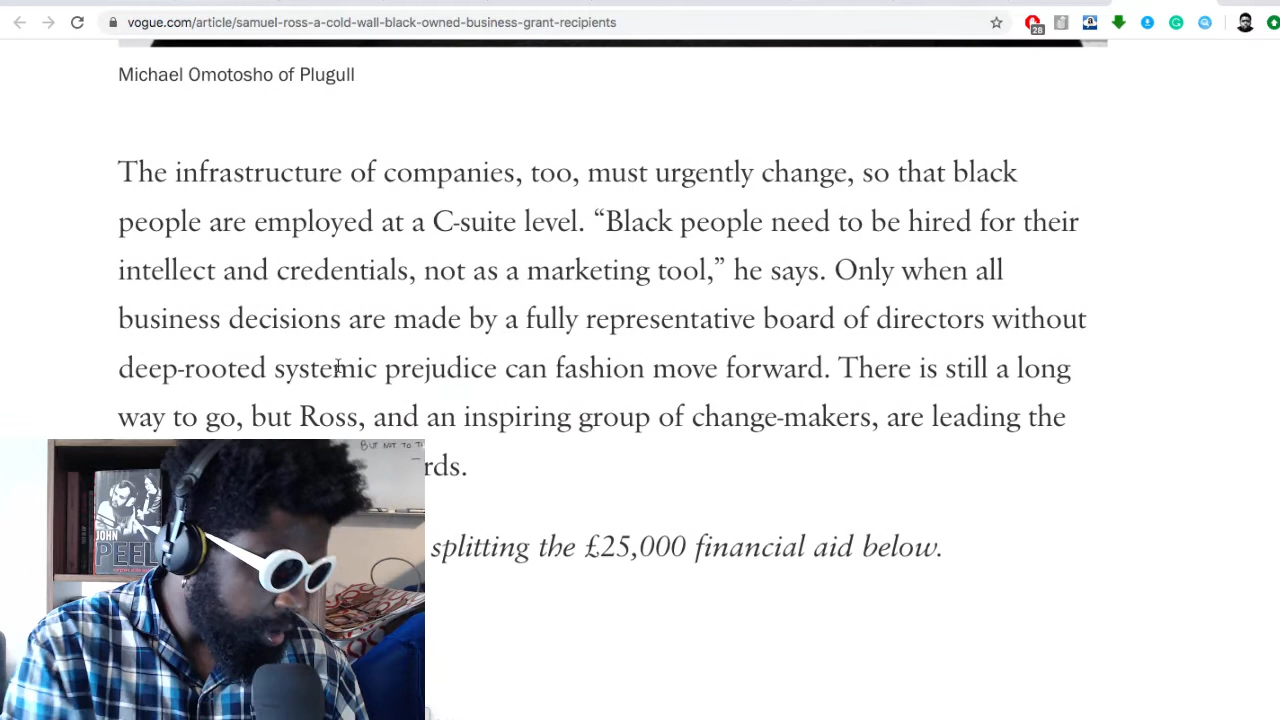 vogue.com/article/samuel-ross-a-cold-wall-black-owned-business-grant-recipients
28
a
Michael Omotosho of Plugull
The infrastructure of companies, too, must urgently change, so that black
people are employed at a C-suite level. “Black people need to be hired for their
intellect and credentials, not as a marketing tool,” he says. Only when all
business decisions are made by a fully representative board of directors without
deep-rooted systemic prejudice can fashion move forward. There is still a long
way to go, but Ross, and an inspiring group of change-makers, are leading the
rds.
splitting the £25,000 financial aid below.
BUT NOT TO
JOHN
PEEL